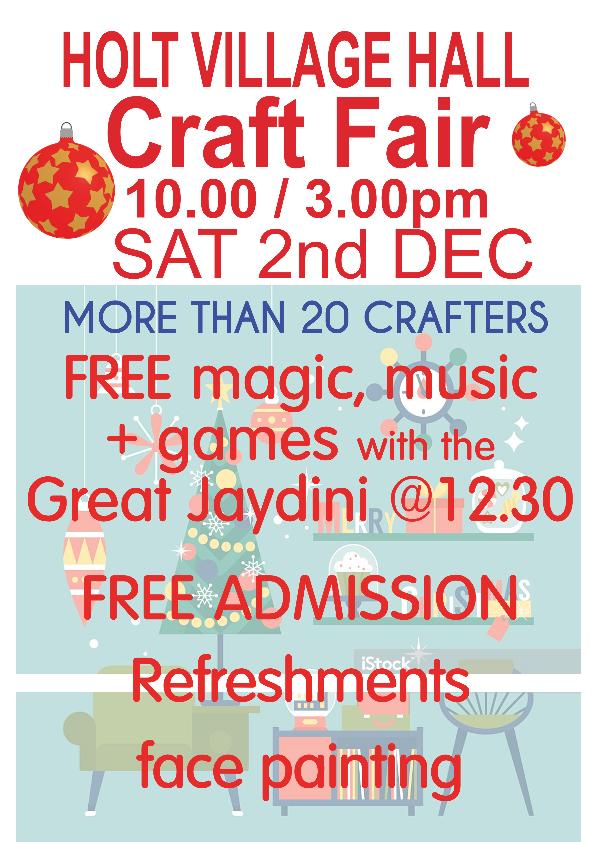 HOLT VILLAGE HALL
Craft Fair
10.00 / 3.00pm
SAT 2nd DEC
MORE THAN 20 CRAFTERS
FREE magic, music
+ games with the
Great Jaydini @12.30
MERRY
FREE ADMISSION
iStock
Refreshments
face painting